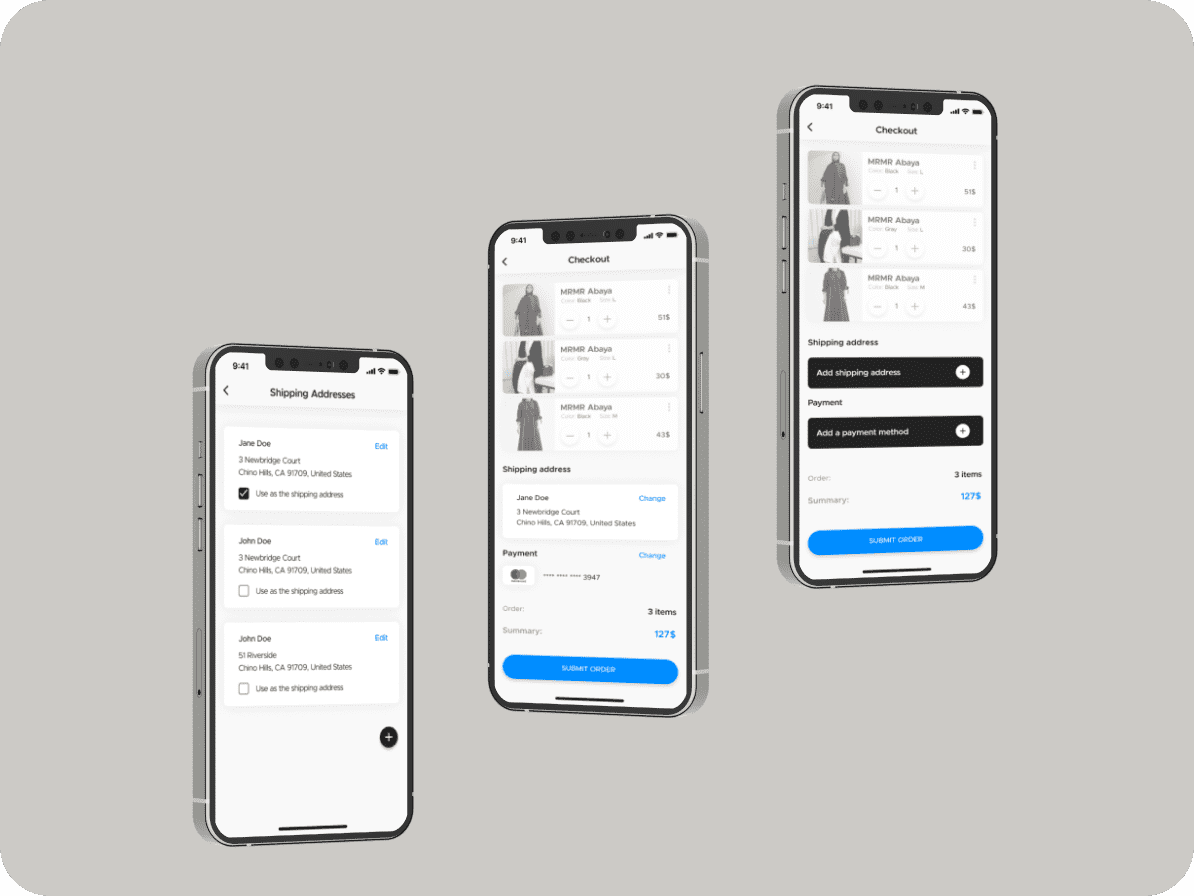 9:41
Shipping Addresses
Jane Doe
Edit
3 Newbridge Court
Chino Hills, CA 91709, United States
Use as the shipping address
John Doe
Edit
3 Newbridge Court
Chino Hills, CA 91709, United States
Use as the shipping address
John Doe
Edit
51 Riverside
Chino Hills, CA 91709, United States
Use as the shipping address
+
9:41
Checkout
MRMR Abaya
Color: Black Size: L
− 1 + 51$
MRMR Abaya
Color: Gray Size: L
− 1 + 30$
MRMR Abaya
Color: Black Size: M
− 1 + 43$
Shipping address
Jane Doe
Change
3 Newbridge Court
Chino Hills, CA 91709, United States
Payment
Change
**** **** **** 3947
Order: 3 items
Summary: 127$
SUBMIT ORDER
9:41
Checkout
MRMR Abaya
Color: Black Size: L
− 1 + 51$
MRMR Abaya
Color: Gray Size: L
− 1 + 30$
MRMR Abaya
Color: Black Size: M
− 1 + 43$
Shipping address
Add shipping address +
Payment
Add a payment method +
Order: 3 items
Summary: 127$
SUBMIT ORDER